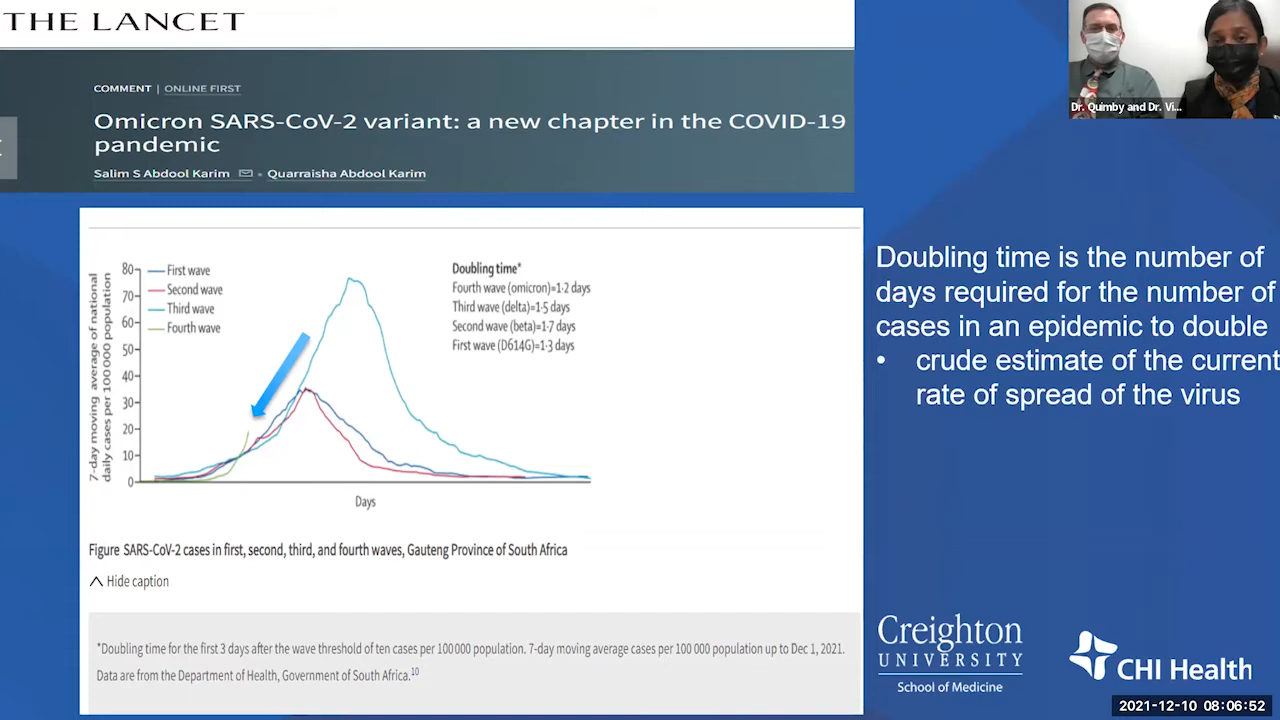 THE LANCET
COMMENT | ONLINE FIRST
Omicron SARS-CoV-2 variant: a new chapter in the COVID-19
pandemic
Salim S Abdool Karim • Quarraisha Abdool Karim
Dr. Quimby and Dr. Vi...
7-day moving average of national
daily cases per 100 000 population
80
70
60
50
40
30
20
10
0
First wave
Second wave
Third wave
Fourth wave
Doubling time*
Fourth wave (omicron)=1·2 days
Third wave (delta)=1·5 days
Second wave (beta)=1·7 days
First wave (D614G)=1·3 days
Days
Figure SARS-CoV-2 cases in first, second, third, and fourth waves, Gauteng Province of South Africa
Hide caption
*Doubling time for the first 3 days after the wave threshold of ten cases per 100 000 population. 7-day moving average cases per 100 000 population up to Dec 1, 2021.
Data are from the Department of Health, Government of South Africa.10
Doubling time is the number of
days required for the number of
cases in an epidemic to double
• crude estimate of the current
rate of spread of the virus
Creighton
UNIVERSITY
School of Medicine
CHI Health
2021-12-10 08:06:52